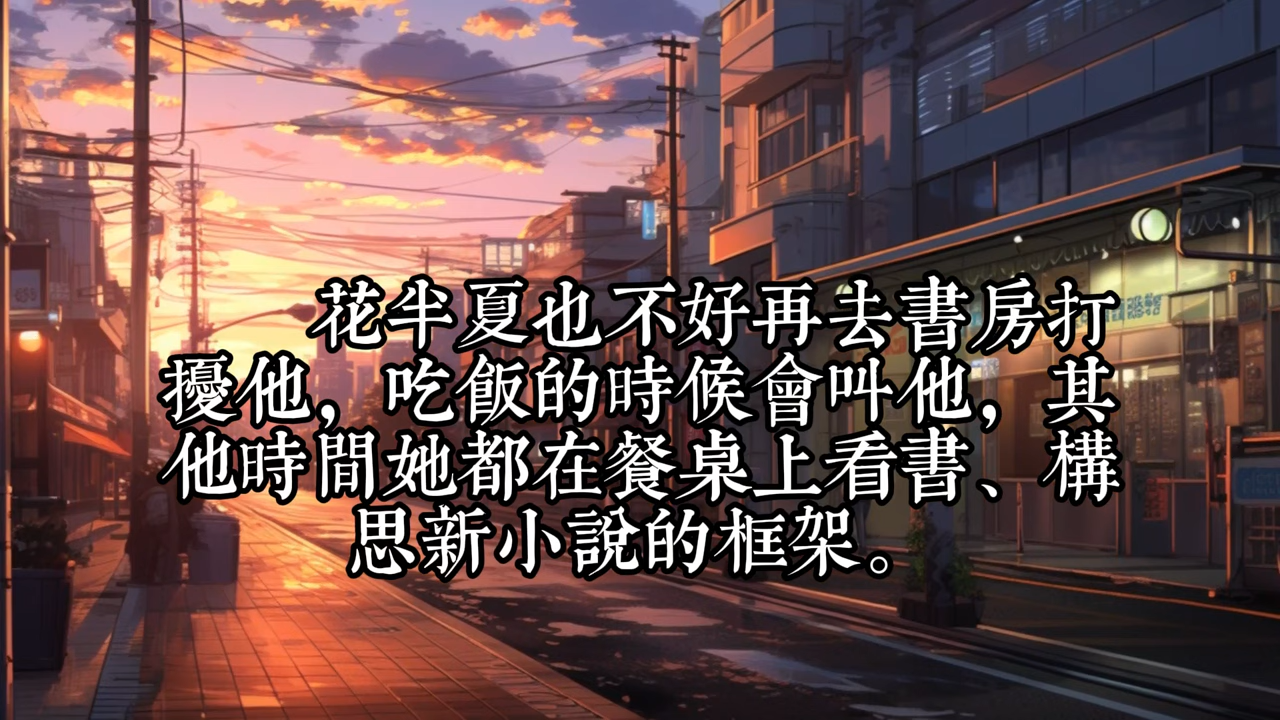 花半夏也不好再去書房打
擾他，吃飯的時候會叫他，其
他時間她都在餐桌上看書、構
思新小說的框架。